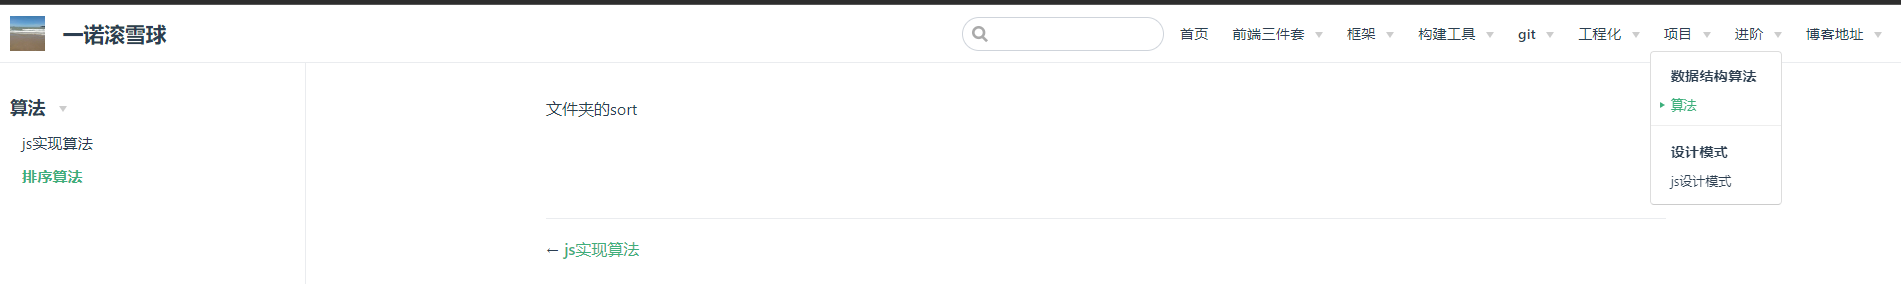 一诺滚雪球
首页 前端三件套 框架 构建工具 git 工程化 项目 进阶 博客地址
数据结构算法
算法
设计模式
js设计模式
算法
js实现算法
排序算法
文件夹的sort
← js实现算法